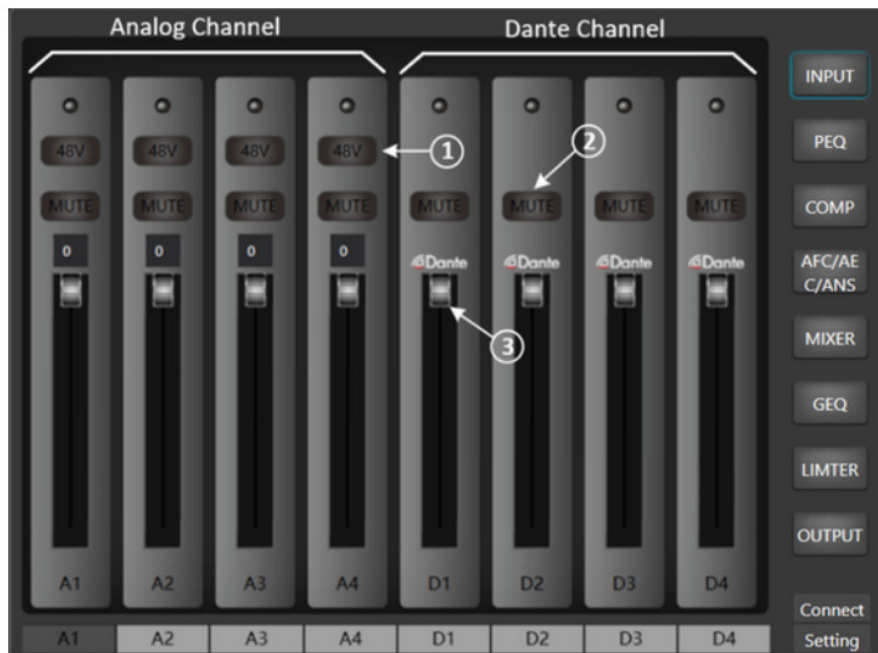 Analog Channel Dante Channel
INPUT
48V 48V 48V 48V 1 2
PEQ
MUTE MUTE MUTE MUTE MUTE MUTE MUTE MUTE
COMP
0 0 0 0 Dante Dante Dante Dante
AFC/AE
C/ANS
3
MIXER
GEQ
LIMTER
OUTPUT
A1 A2 A3 A4 D1 D2 D3 D4
Connect
A1 A2 A3 A4 D1 D2 D3 D4 Setting